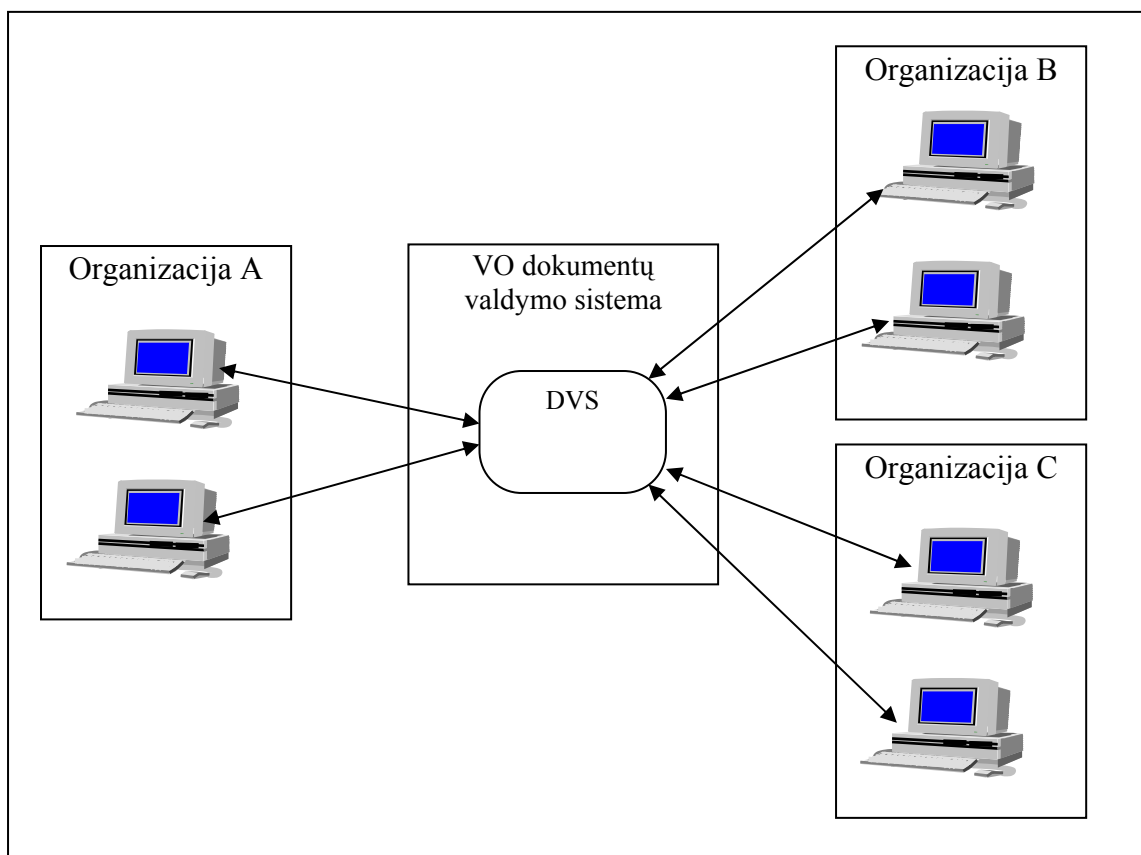 Organizacija A
VO dokumentų
valdymo sistema
DVS
Organizacija B
Organizacija C